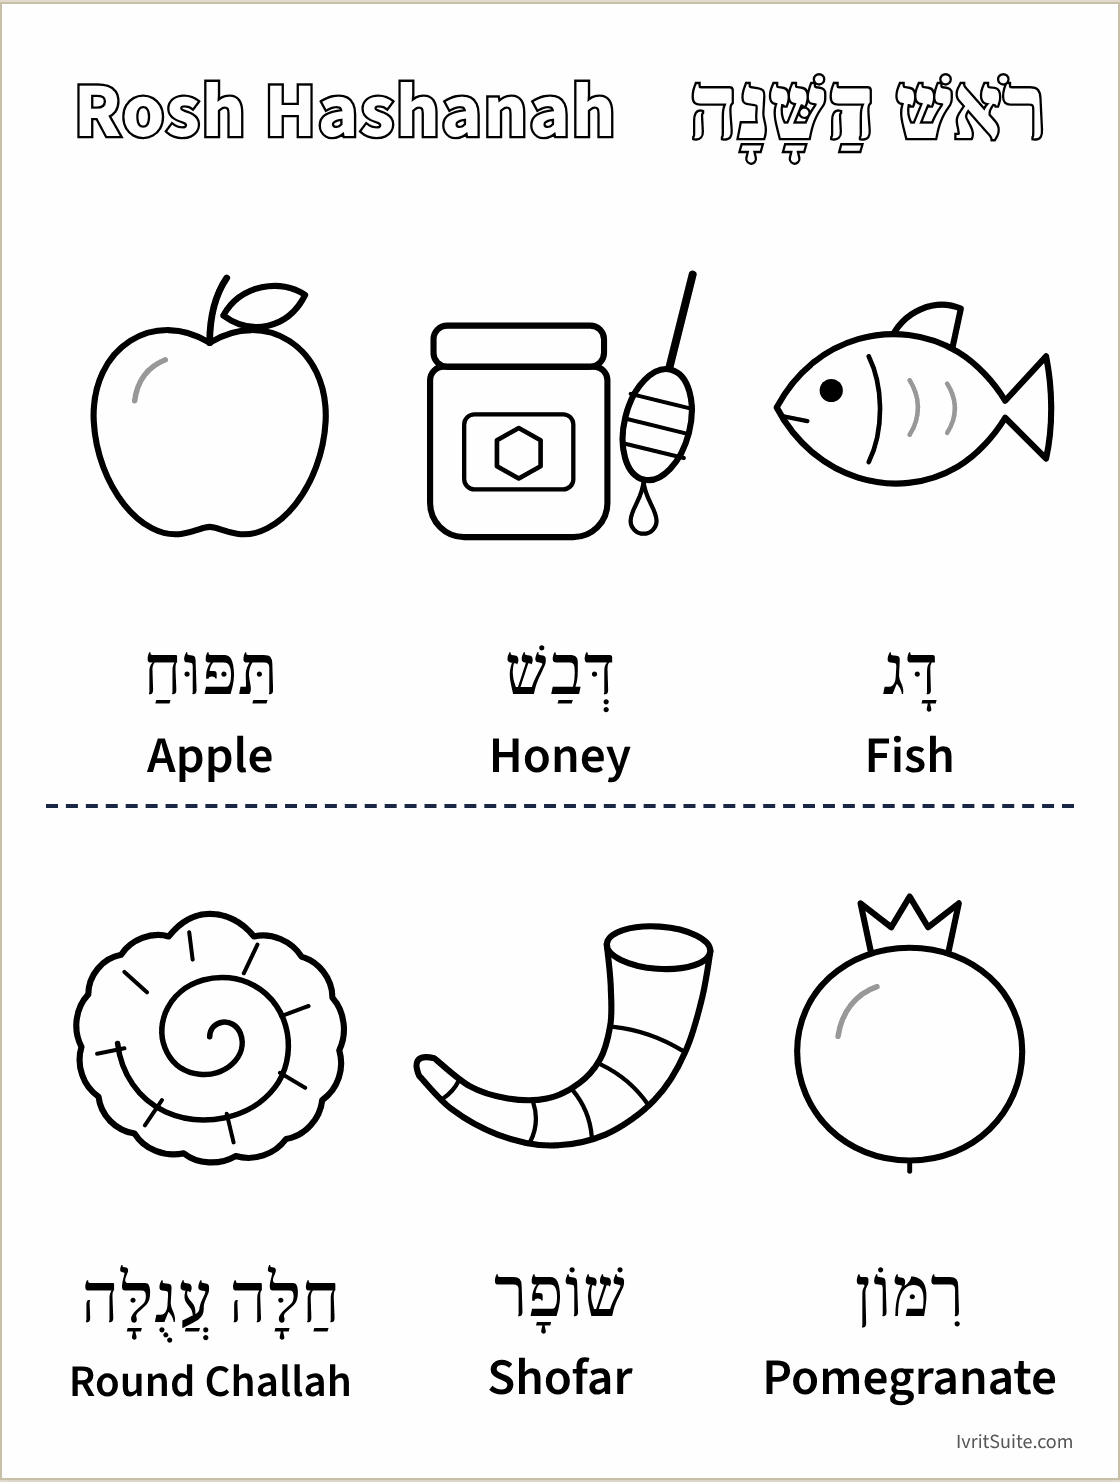 Rosh Hashanah רֹאשׁ הַשָּׁנָה
תַּפּוּחַ
Apple
דְּבַשׁ
Honey
דָּג
Fish
חַלָּה עֲגֻלָּה
Round Challah
שׁוֹפָר
Shofar
רִמּוֹן
Pomegranate
IvritSuite.com